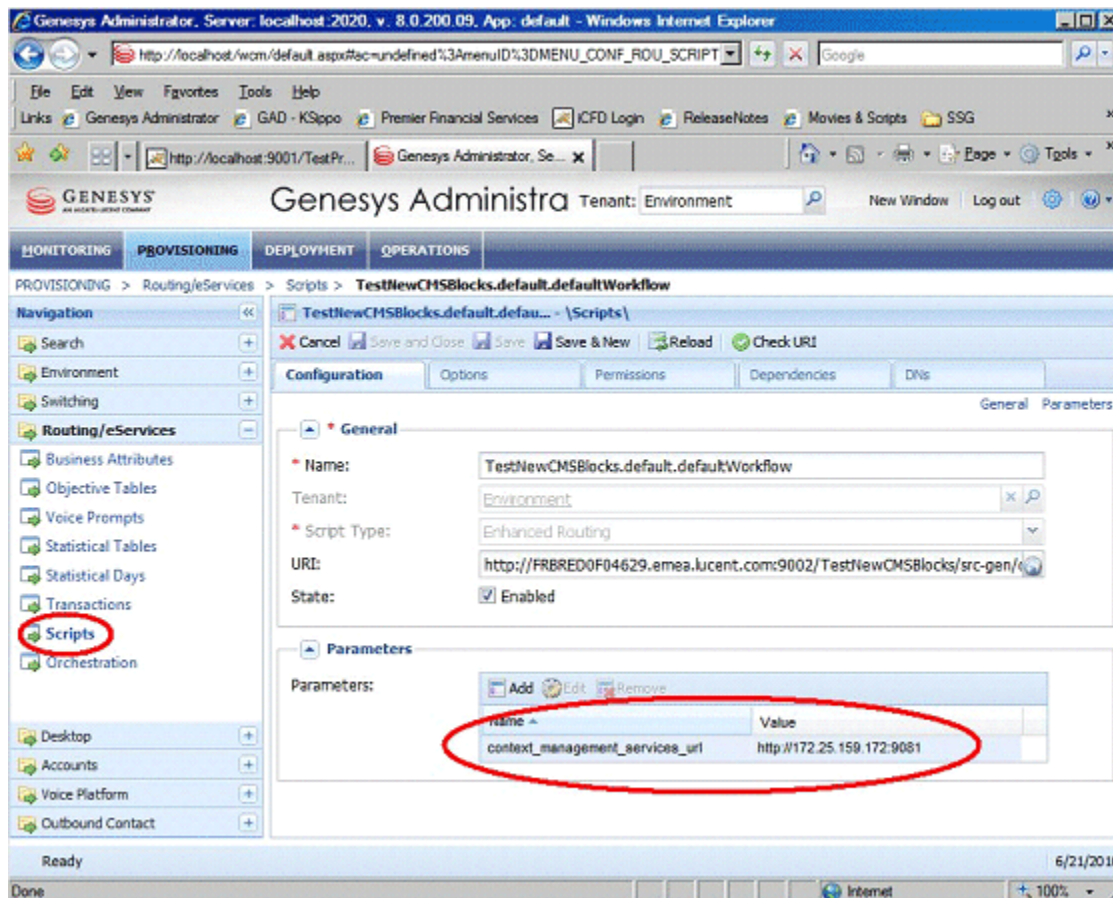 Genesys Administrator, Server: localhost:2020, v. 8.0.200.09, App: default - Windows Internet Explorer
http://localhost/wcm/default.aspx#ac=undefined%3AmenuID%3DMENU_CONF_ROU_SCRIPT Google
File Edit View Favorites Tools Help
Links Genesys Administrator GAD - KSippo Premier Financial Services iCFD Login ReleaseNotes Movies & Scripts SSG
http://localhost:9001/TestPr... Genesys Administrator, Se... Page Tools
GENESYS Genesys Administra Tenant: Environment New Window Log out
AN ALCATEL-LUCENT COMPANY
MONITORING PROVISIONING DEPLOYMENT OPERATIONS
PROVISIONING > Routing/eServices > Scripts > TestNewCMSBlocks.default.defaultWorkflow
Navigation
Search
Environment
Switching
Routing/eServices
Business Attributes
Objective Tables
Voice Prompts
Statistical Tables
Statistical Days
Transactions
Scripts
Orchestration
Desktop
Accounts
Voice Platform
Outbound Contact
TestNewCMSBlocks.default.defau... - \Scripts\
Cancel Save and Close Save Save & New Reload Check URI
Configuration Options Permissions Dependencies DNs
General Parameters
* General
* Name: TestNewCMSBlocks.default.defaultWorkflow
Tenant: Environment
* Script Type: Enhanced Routing
URI: http://FRBRED0F04629.emea.lucent.com:9002/TestNewCMSBlocks/src-gen/
State: Enabled
Parameters
Parameters: Add Edit Remove
Name Value
context_management_services_url http://172.25.159.172:9081
Ready 6/21/201
Done Internet 100%